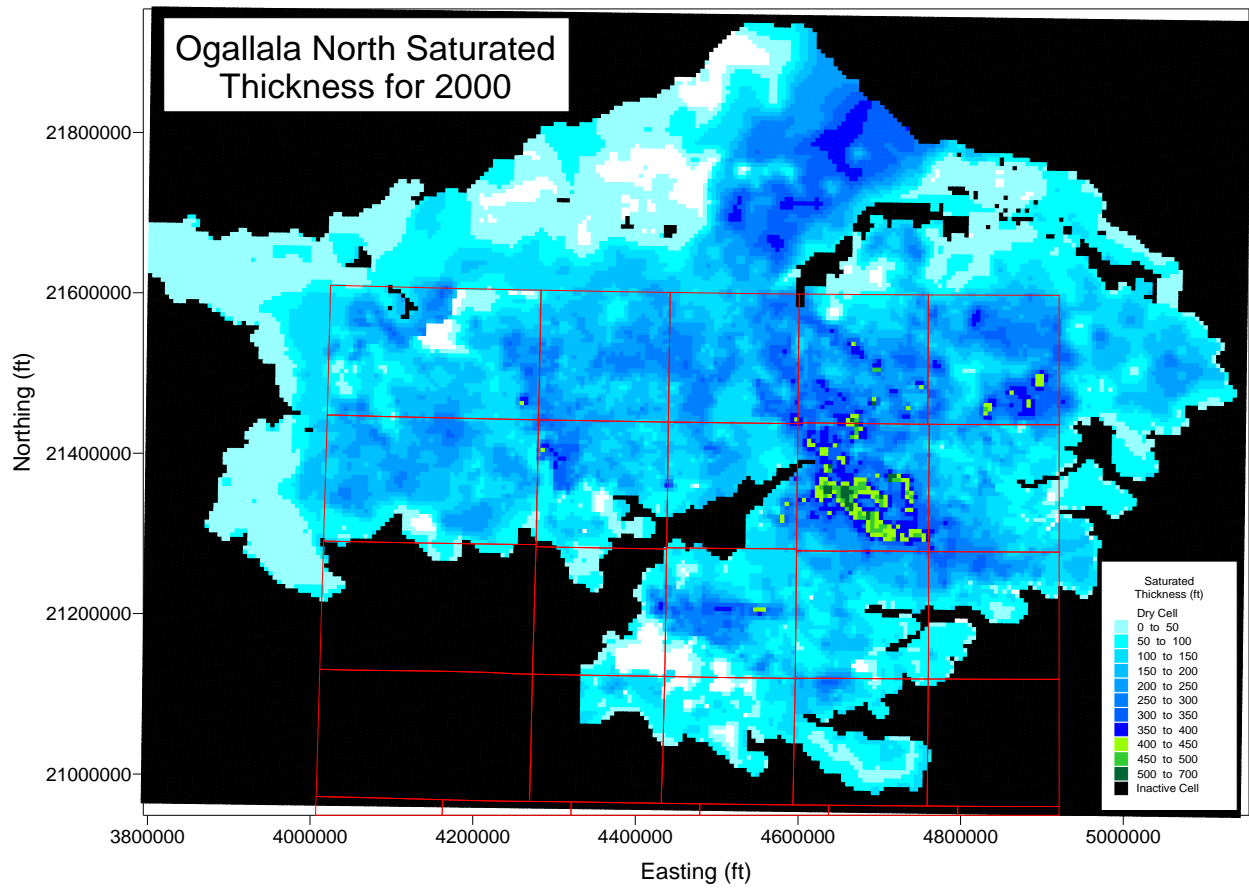 Ogallala North Saturated
Thickness for 2000
21800000
21600000
21400000
21200000
21000000
Northing (ft)
3800000
4000000
4200000
4400000
4600000
4800000
5000000
Easting (ft)
Saturated
Thickness (ft)
Dry Cell
0 to 50
50 to 100
100 to 150
150 to 200
200 to 250
250 to 300
300 to 350
350 to 400
400 to 450
450 to 500
500 to 700
Inactive Cell